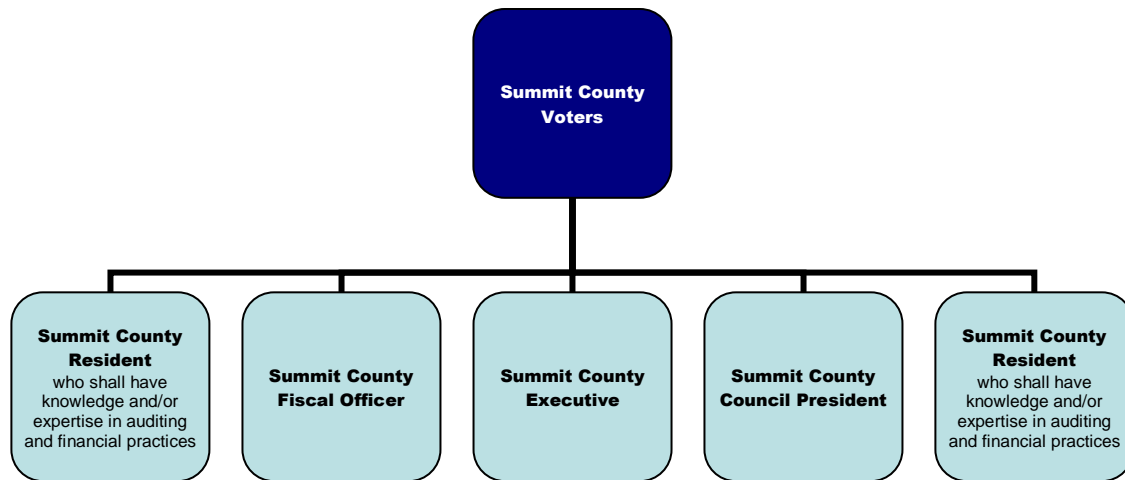 Summit County
Voters
Summit County
Resident
who shall have
knowledge and/or
expertise in auditing
and financial practices
Summit County
Fiscal Officer
Summit County
Executive
Summit County
Council President
Summit County
Resident
who shall have
knowledge and/or
expertise in auditing
and financial practices